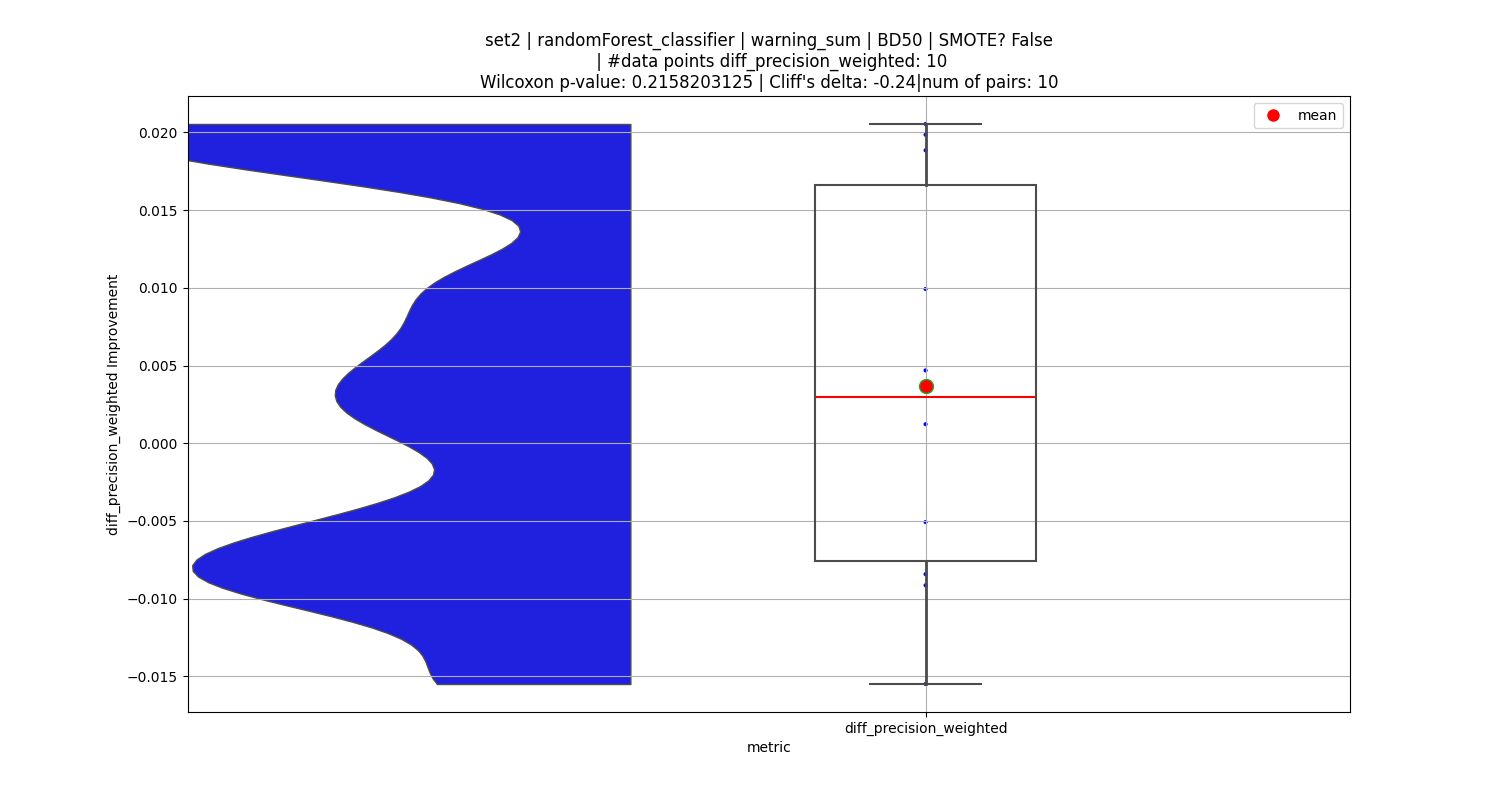 set2 | randomForest_classifier | warning_sum | BD50 | SMOTE? False
| #data points diff_precision_weighted: 10
Wilcoxon p-value: 0.2158203125 | Cliff's delta: -0.24|num of pairs: 10
mean
0.020
0.015
0.010
0.005
0.000
−0.005
−0.010
−0.015
diff_precision_weighted Improvement
diff_precision_weighted
metric